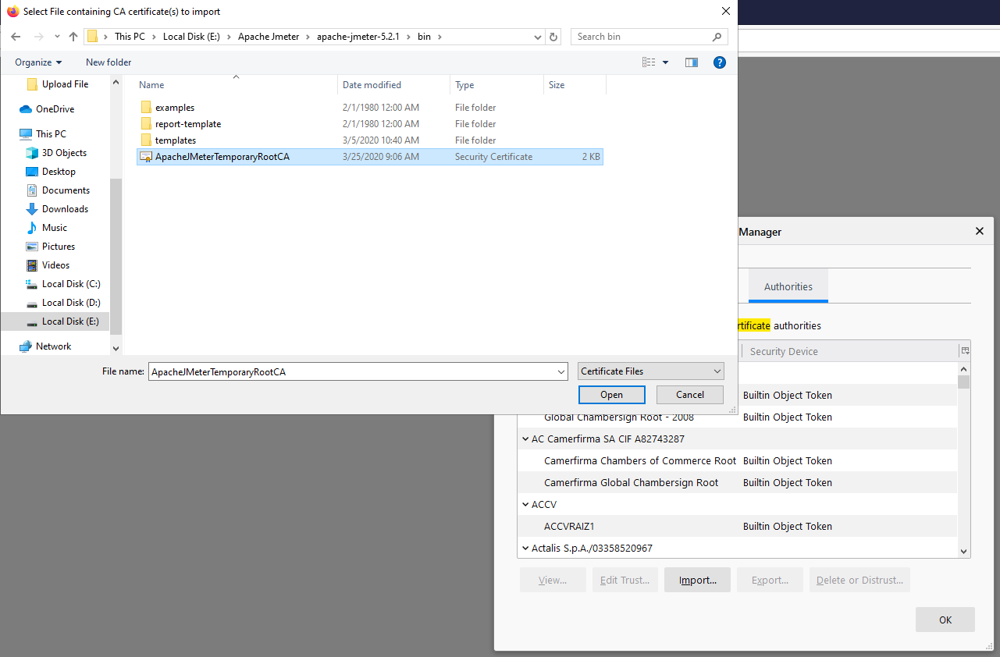 Select File containing CA certificate(s) to import
This PC > Local Disk (E:) > Apache Jmeter > apache-jmeter-5.2.1 > bin >
Search bin
Organize
New folder
Name Date modified Type Size
Upload File
OneDrive
This PC
3D Objects
Desktop
Documents
Downloads
Music
Pictures
Videos
Local Disk (C:)
Local Disk (D:)
Local Disk (E:)
Network
examples 2/1/1980 12:00 AM File folder
report-template 2/1/1980 12:00 AM File folder
templates 3/5/2020 10:40 AM File folder
ApacheJMeterTemporaryRootCA 3/25/2020 9:06 AM Security Certificate 2 KB
File name: ApacheJMeterTemporaryRootCA Certificate Files
Open Cancel
Manager
Authorities
rtificate authorities
Security Device
Builtin Object Token
Global Chambersign Root - 2008 Builtin Object Token
AC Camerfirma SA CIF A82743287
Camerfirma Chambers of Commerce Root Builtin Object Token
Camerfirma Global Chambersign Root Builtin Object Token
ACCV
ACCVRAIZ1 Builtin Object Token
Actalis S.p.A./03358520967
View... Edit Trust... Import... Export... Delete or Distrust...
OK